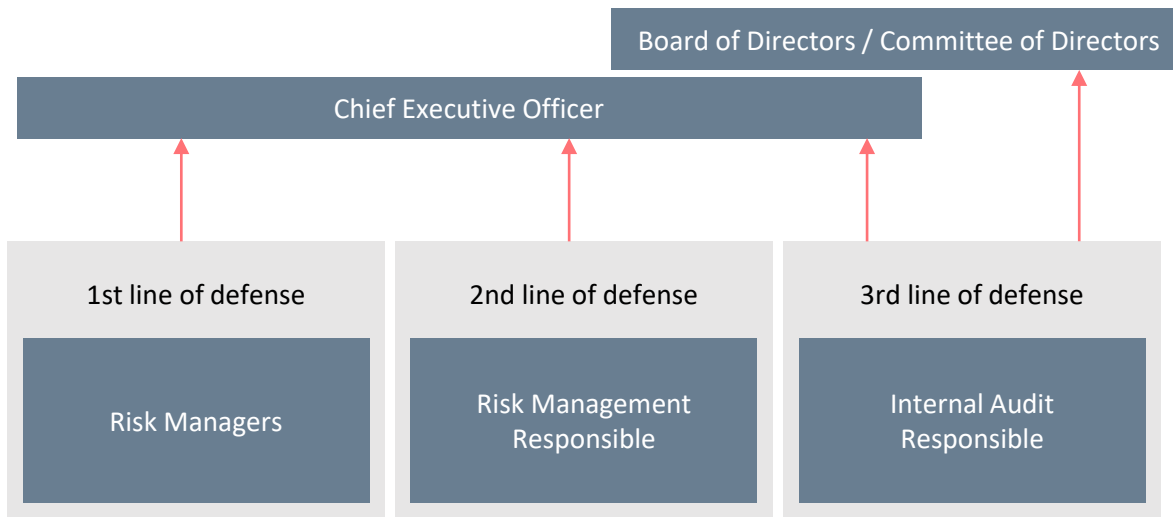 Board of Directors / Committee of Directors
Chief Executive Officer
1st line of defense
2nd line of defense
3rd line of defense
Risk Managers
Risk Management
Responsible
Internal Audit
Responsible